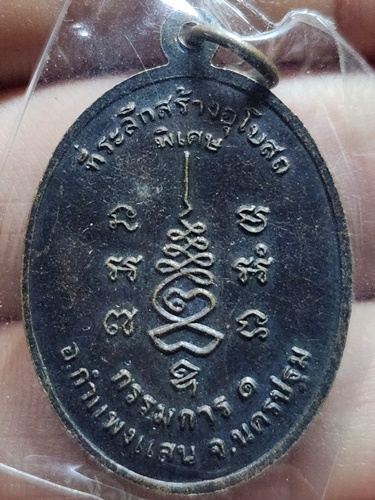 ที่ระลึกสร้างอุโบสถ
พิเศษ
กรรมการ ๑
อ.กำแพงแสน จ.นครปฐม